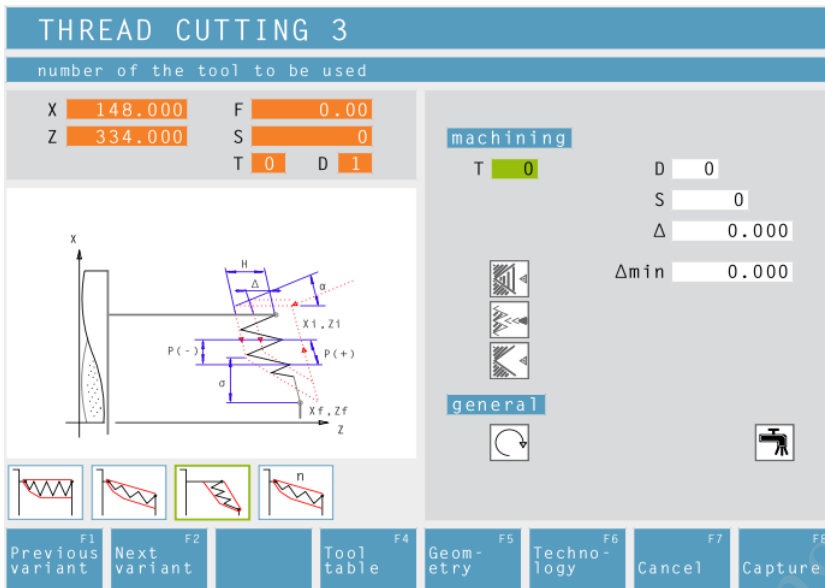 THREAD CUTTING 3
number of the tool to be used
X 148.000 F 0.00
Z 334.000 S 0
T 0 D 1
machining
T 0 D 0
S 0
Δ 0.000
Δmin 0.000
general
X
H
Δ
α
Xi,Zi
P(-)
P(+)
σ
Xf,Zf
Z
n
F1
Previous
variant
F2
Next
variant
F4
Tool
table
F5
Geom-
etry
F6
Techno-
logy
F7
Cancel
F8
Capture